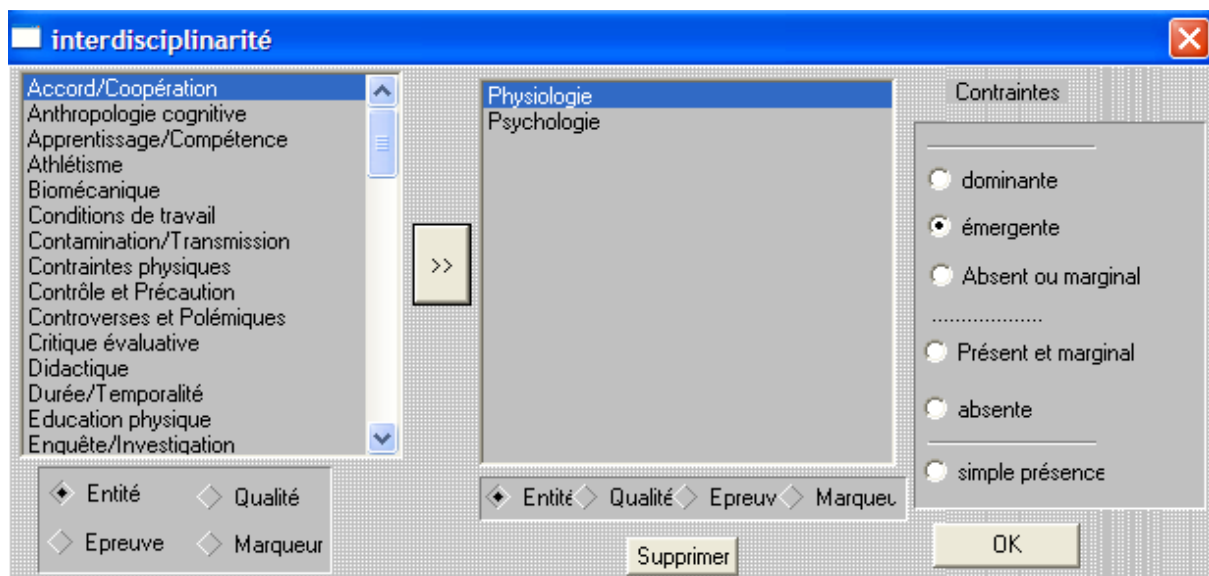 interdisciplinarité
Accord/Coopération
Anthropologie cognitive
Apprentissage/Compétence
Athlétisme
Biomécanique
Conditions de travail
Contamination/Transmission
Contraintes physiques
Contrôle et Précaution
Controverses et Polémiques
Critique évaluative
Didactique
Durée/Temporalité
Education physique
Enquête/Investigation
Entité Qualité
Epreuve Marqueur
>>
Physiologie
Psychologie
Entité Qualité Epreuv Marqueu
Supprimer
Contraintes
dominante
émergente
Absent ou marginal
...................
Présent et marginal
absente
simple présence
OK